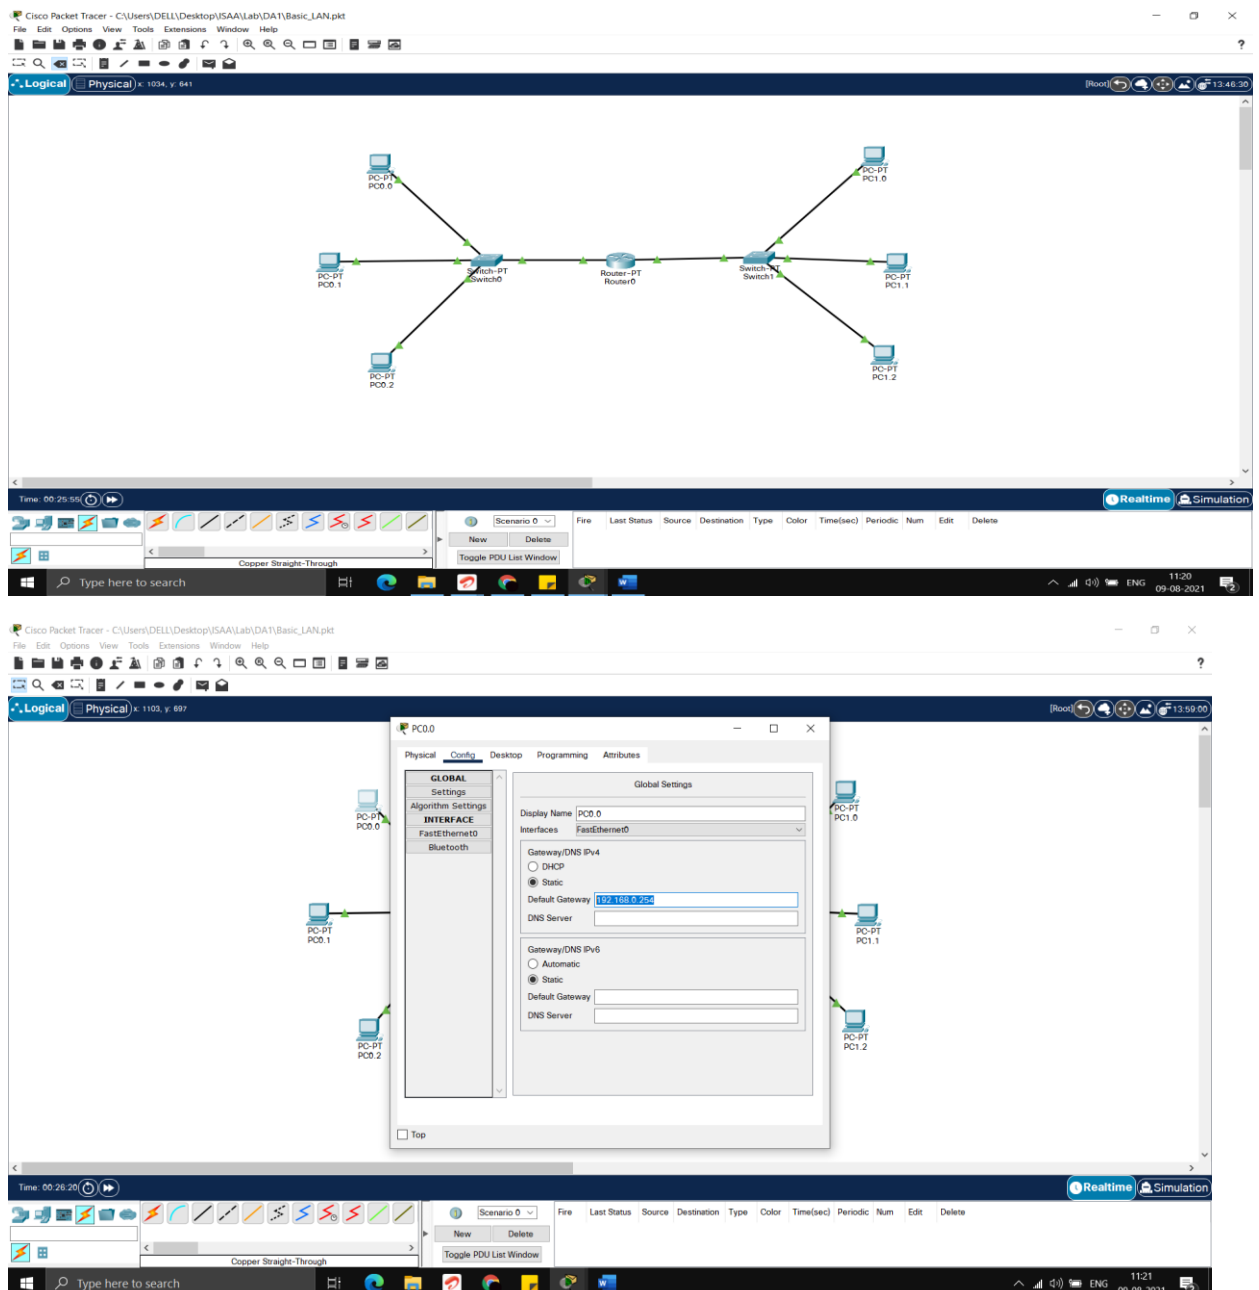 Cisco Packet Tracer - C:\Users\DELL\Desktop\ISAA\Lab\DA1\Basic_LAN.pkt
File Edit Options View Tools Extensions Window Help
?
Logical Physical x: 1034, y: 641 [Root] 13:46:30
PC-PT
PC0.0
PC-PT
PC1.0
PC-PT
PC0.1
Switch-PT
Switch0
Router-PT
Router0
Switch-PT
Switch1
PC-PT
PC1.1
PC-PT
PC0.2
PC-PT
PC1.2
Time: 00:25:55 Realtime Simulation
Scenario 0 Fire Last Status Source Destination Type Color Time(sec) Periodic Num Edit Delete
New Delete
Toggle PDU List Window
Copper Straight-Through
Type here to search ENG 11:20
09-08-2021
2
Cisco Packet Tracer - C:\Users\DELL\Desktop\ISAA\Lab\DA1\Basic_LAN.pkt
File Edit Options View Tools Extensions Window Help
?
Logical Physical x: 1103, y: 697 [Root] 13:59:00
PC0.0
Physical Config Desktop Programming Attributes
GLOBAL
Settings
Algorithm Settings
INTERFACE
FastEthernet0
Bluetooth
Global Settings
Display Name PC0.0
Interfaces FastEthernet0
Gateway/DNS IPv4
DHCP
Static
Default Gateway 192.168.0.254
DNS Server
Gateway/DNS IPv6
Automatic
Static
Default Gateway
DNS Server
Top
PC-PT
PC0.0
PC-PT
PC1.0
PC-PT
PC0.1
PC-PT
PC1.1
PC-PT
PC0.2
PC-PT
PC1.2
Time: 00:26:20 Realtime Simulation
Scenario 0 Fire Last Status Source Destination Type Color Time(sec) Periodic Num Edit Delete
New Delete
Toggle PDU List Window
Copper Straight-Through
Type here to search ENG 11:21
09-08-2021